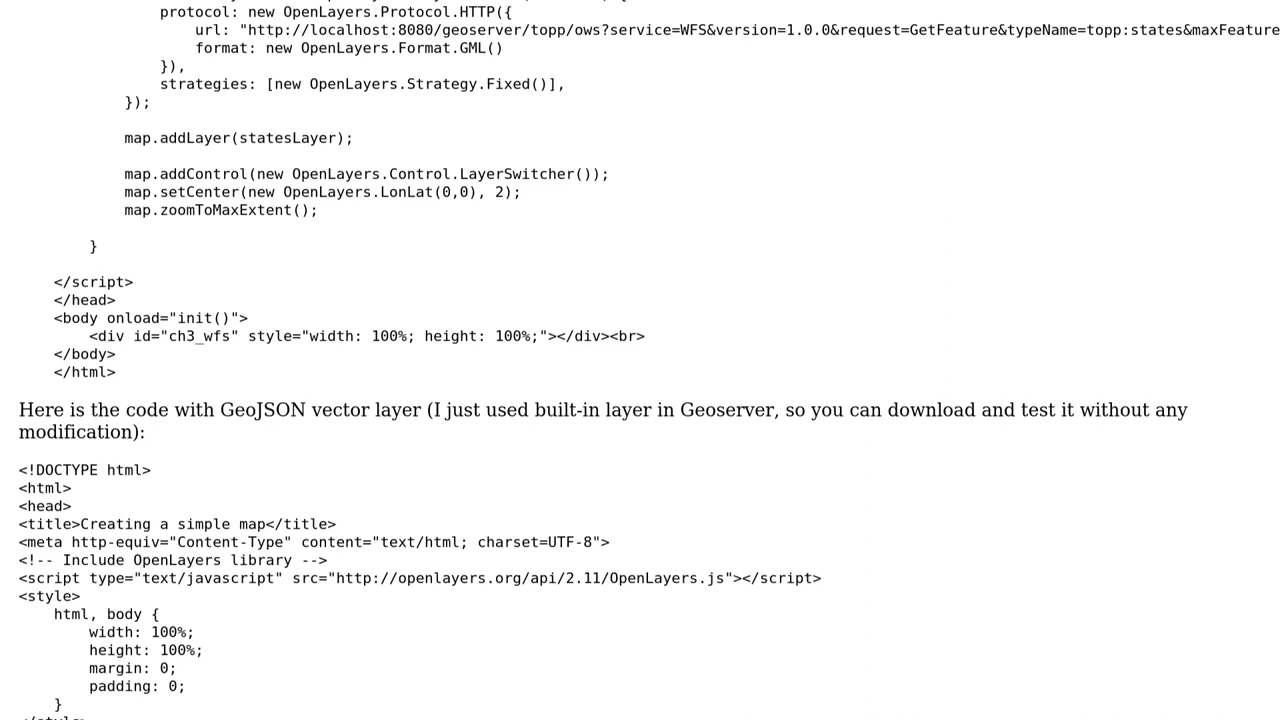 protocol: new OpenLayers.Protocol.HTTP({
url: "http://localhost:8080/geoserver/topp/ows?service=WFS&version=1.0.0&request=GetFeature&typeName=topp:states&maxFeature
format: new OpenLayers.Format.GML()
}),
strategies: [new OpenLayers.Strategy.Fixed()],
});
map.addLayer(statesLayer);
map.addControl(new OpenLayers.Control.LayerSwitcher());
map.setCenter(new OpenLayers.LonLat(0,0), 2);
map.zoomToMaxExtent();
}
</script>
</head>
<body onload="init()">
<div id="ch3_wfs" style="width: 100%; height: 100%;"></div><br>
</body>
</html>
Here is the code with GeoJSON vector layer (I just used built-in layer in Geoserver, so you can download and test it without any
modification):
<!DOCTYPE html>
<html>
<head>
<title>Creating a simple map</title>
<meta http-equiv="Content-Type" content="text/html; charset=UTF-8">
<!-- Include OpenLayers library -->
<script type="text/javascript" src="http://openlayers.org/api/2.11/OpenLayers.js"></script>
<style>
html, body {
width: 100%;
height: 100%;
margin: 0;
padding: 0;
}